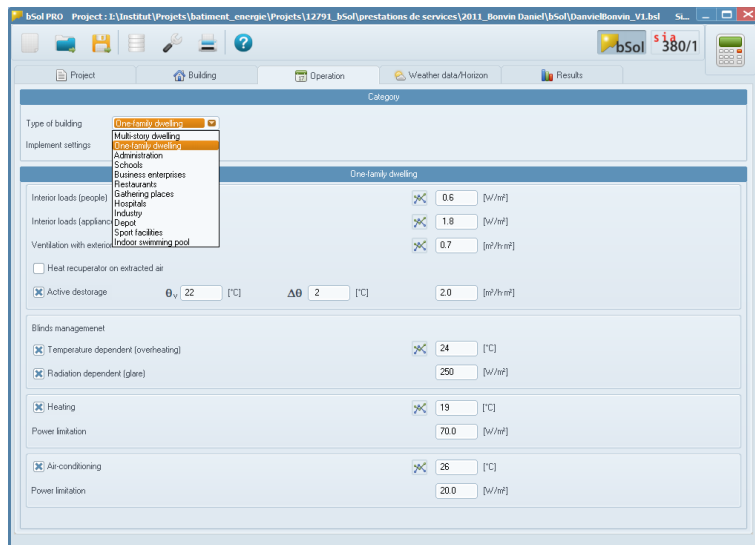 bSol PRO Project : I:\Institut\Projets\batiment_energie\Projets\12791_bSol\prestations de services\2011_Bonvin Daniel\bSol\DanvielBonvin_V1.bsl Si...
bSol sia 380/1
Project Building Operation Weather data/Horizon Results
Category
Type of building One-family dwelling
Implement settings
Multi-story dwelling
One-family dwelling
Administration
Schools
Business enterprises
Restaurants
Gathering places
Hospitals
Industry
Depot
Sport facilities
Indoor swimming pool
One-family dwelling
Interior loads (people) 0.6 [W/m²]
Interior loads (applianc 1.8 [W/m²]
Ventilation with exterio 0.7 [m³/h·m²]
Heat recuperator on extracted air
Active destorage θv 22 [°C] Δθ 2 [°C] 2.0 [m³/h·m²]
Blinds managemenet
Temperature dependent (overheating) 24 [°C]
Radiation dependent (glare) 250 [W/m²]
Heating 19 [°C]
Power limitation 70.0 [W/m²]
Air-conditioning 26 [°C]
Power limitation 20.0 [W/m²]